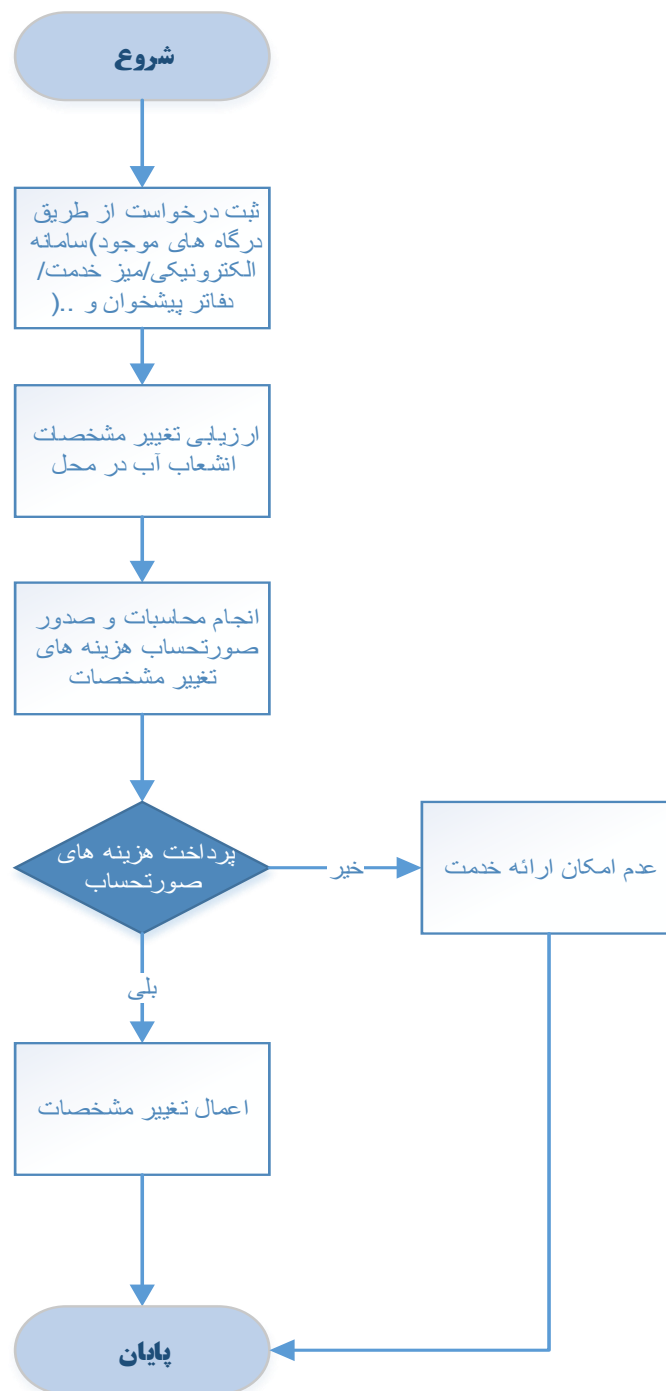 شروع
ثبت درخواست از طریق
درگاه های موجود)سامانه
الکترونیکی/میز خدمت/
دفاتر پیشخوان و ..(
ارزیابی تغییر مشخصات
انشعاب آب در محل
انجام محاسبات و صدور
صورتحساب هزینه های
تغییر مشخصات
پرداخت هزینه های
صورتحساب
خیر
عدم امکان ارائه خدمت
بلی
اعمال تغییر مشخصات
پایان